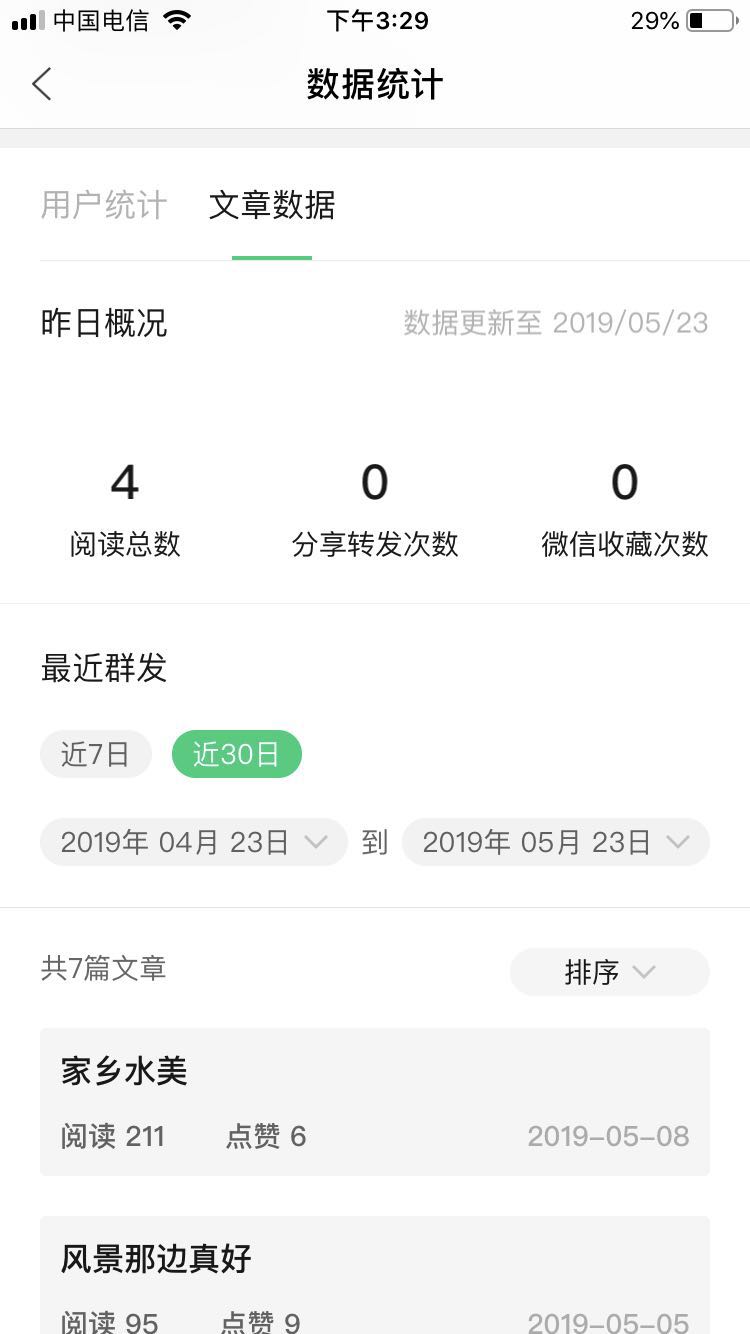 中国电信 下午3:29 29%
数据统计
用户统计 文章数据
昨日概况 数据更新至 2019/05/23
4 0 0
阅读总数 分享转发次数 微信收藏次数
最近群发
近7日 近30日
2019年 04月 23日 到 2019年 05月 23日
共7篇文章 排序
家乡水美
阅读 211 点赞 6 2019-05-08
风景那边真好
阅读 95 点赞 9 2019-05-05